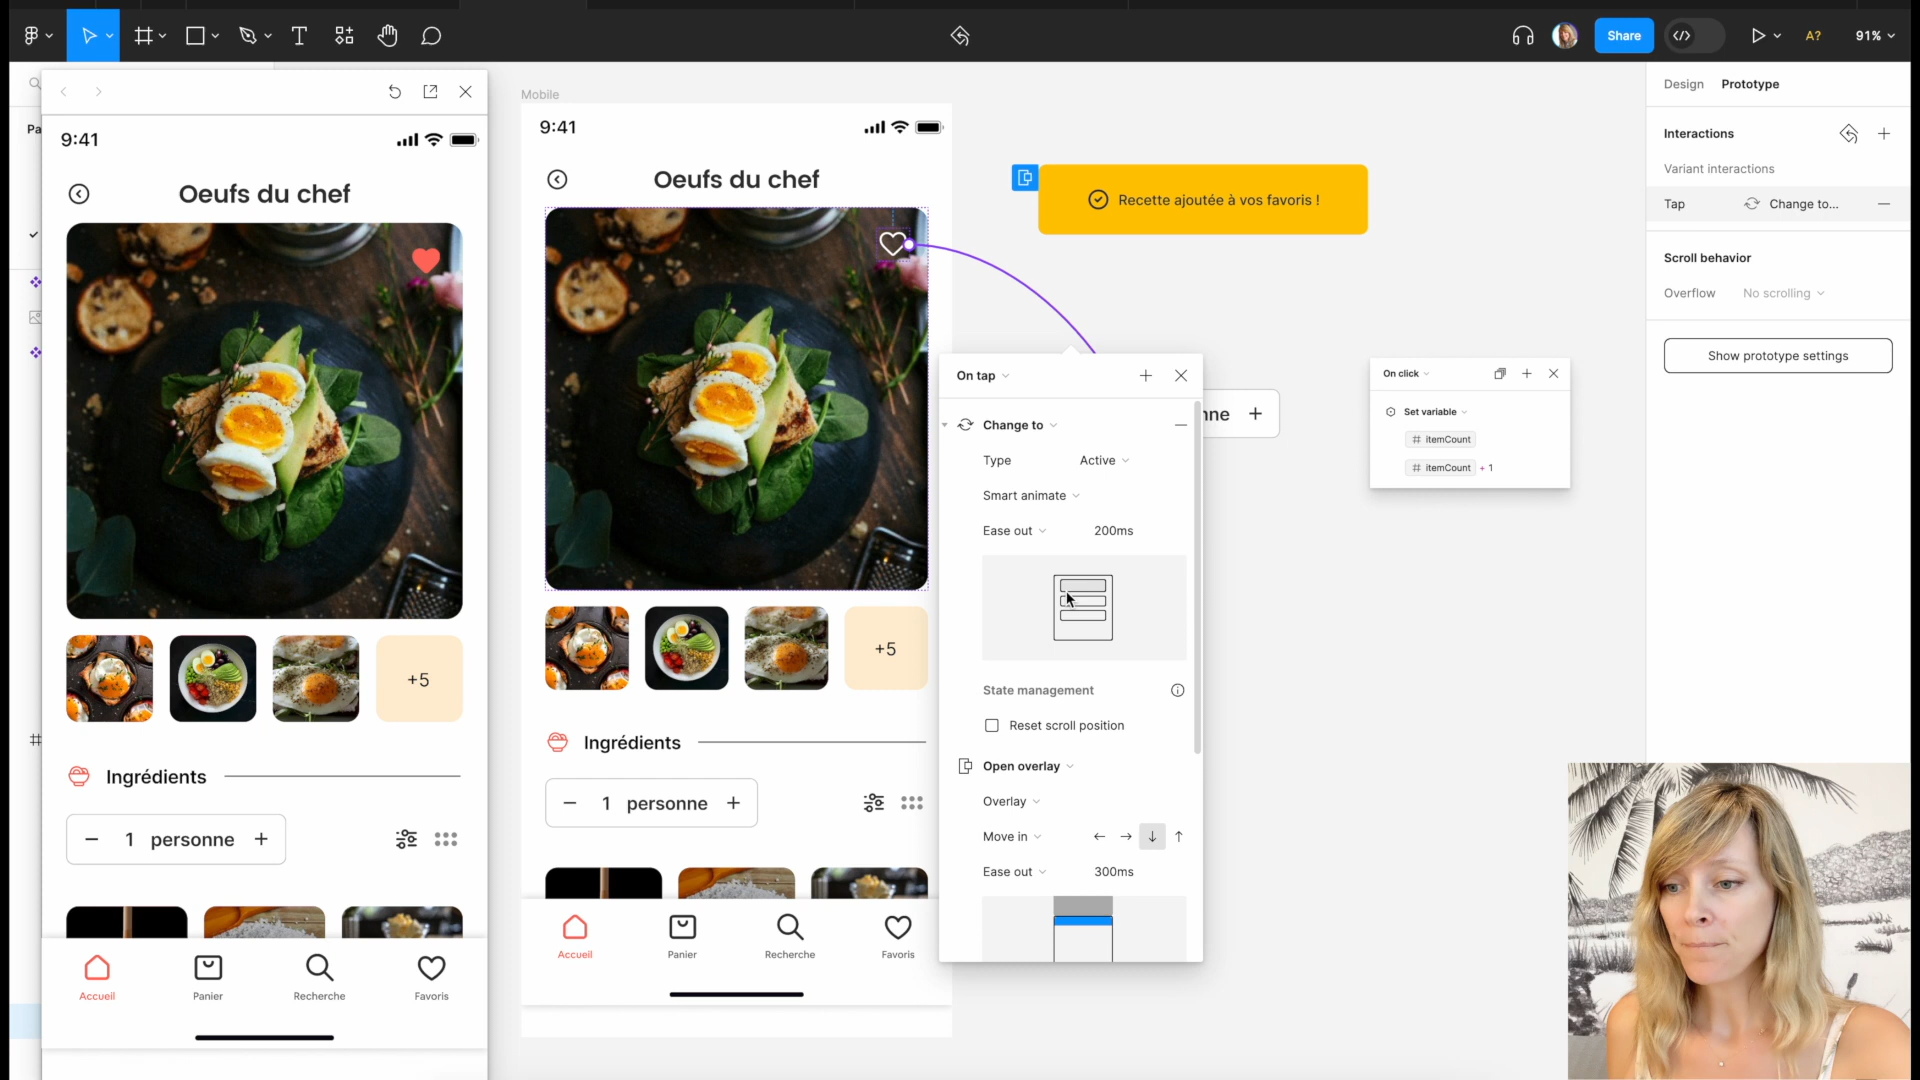 Share
A?
91%
Pa
9:41
Oeufs du chef
+5
Ingrédients
1 personne
Accueil
Panier
Recherche
Favoris
Mobile
9:41
Oeufs du chef
+5
Ingrédients
1 personne
Accueil
Panier
Recherche
Favoris
Recette ajoutée à vos favoris !
nne
On tap
Change to
Type Active
Smart animate
Ease out 200ms
State management
Reset scroll position
Open overlay
Overlay
Move in
Ease out 300ms
On click
Set variable
# itemCount
# itemCount + 1
Design Prototype
Interactions
Variant interactions
Tap Change to...
Scroll behavior
Overflow No scrolling
Show prototype settings